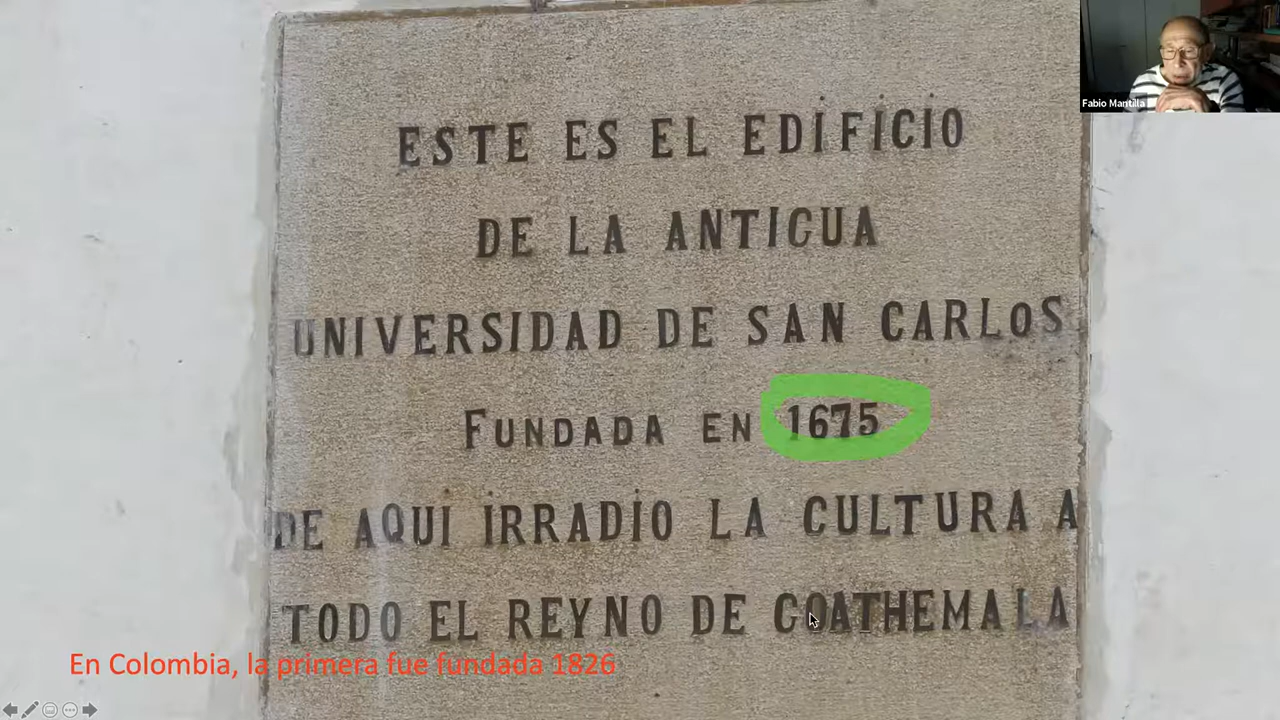 ESTE ES EL EDIFICIO
DE LA ANTIGUA
UNIVERSIDAD DE SAN CARLOS
FUNDADA EN 1675
DE AQUI IRRADIO LA CULTURA A
TODO EL REYNO DE GOATHEMALA
En Colombia, la primera fue fundada 1826
Fabio Mantilla